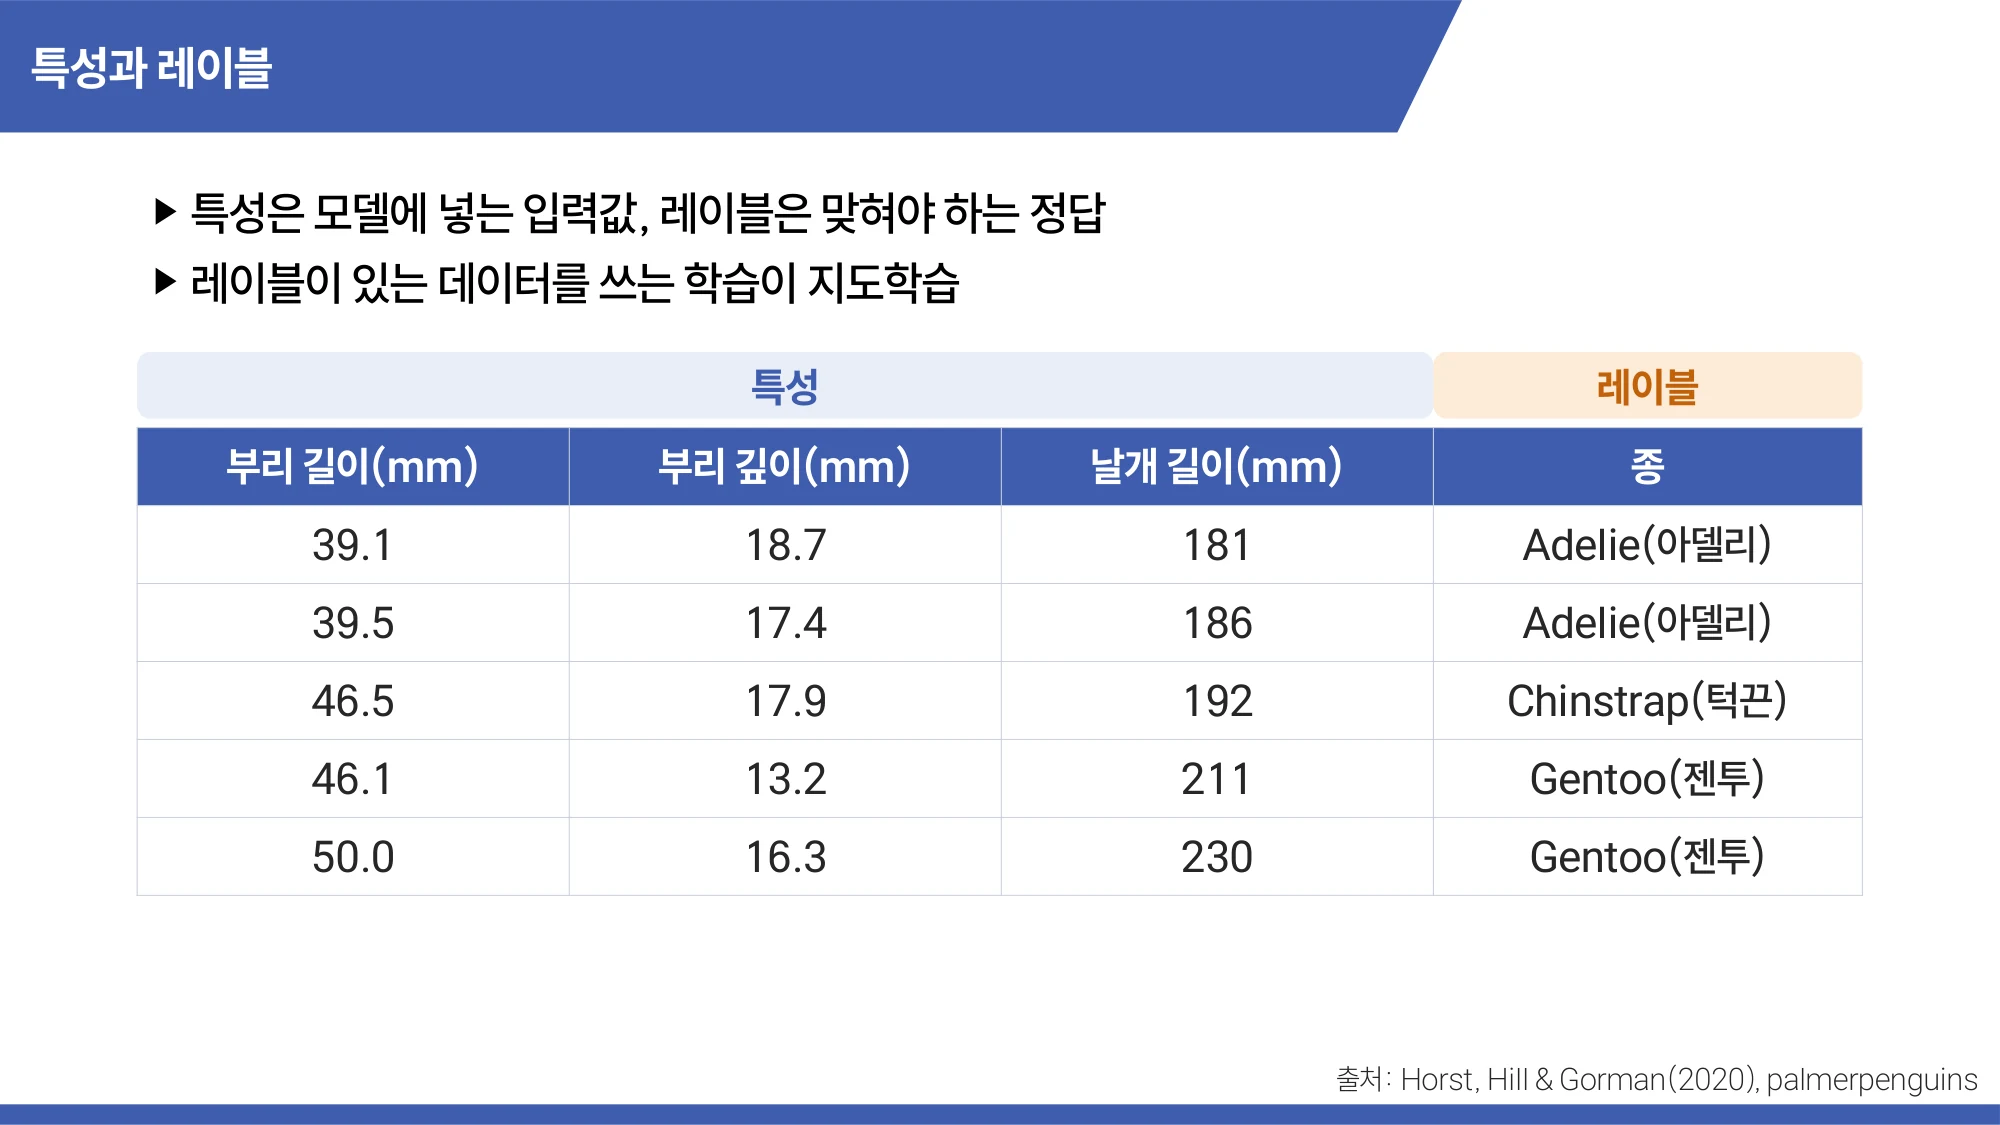 특성과 레이블
▶ 특성은 모델에 넣는 입력값, 레이블은 맞혀야 하는 정답
▶ 레이블이 있는 데이터를 쓰는 학습이 지도학습
특성 레이블
부리 길이(mm) 부리 깊이(mm) 날개 길이(mm) 종
39.1 18.7 181 Adelie(아델리)
39.5 17.4 186 Adelie(아델리)
46.5 17.9 192 Chinstrap(턱끈)
46.1 13.2 211 Gentoo(젠투)
50.0 16.3 230 Gentoo(젠투)
출처: Horst, Hill & Gorman(2020), palmerpenguins